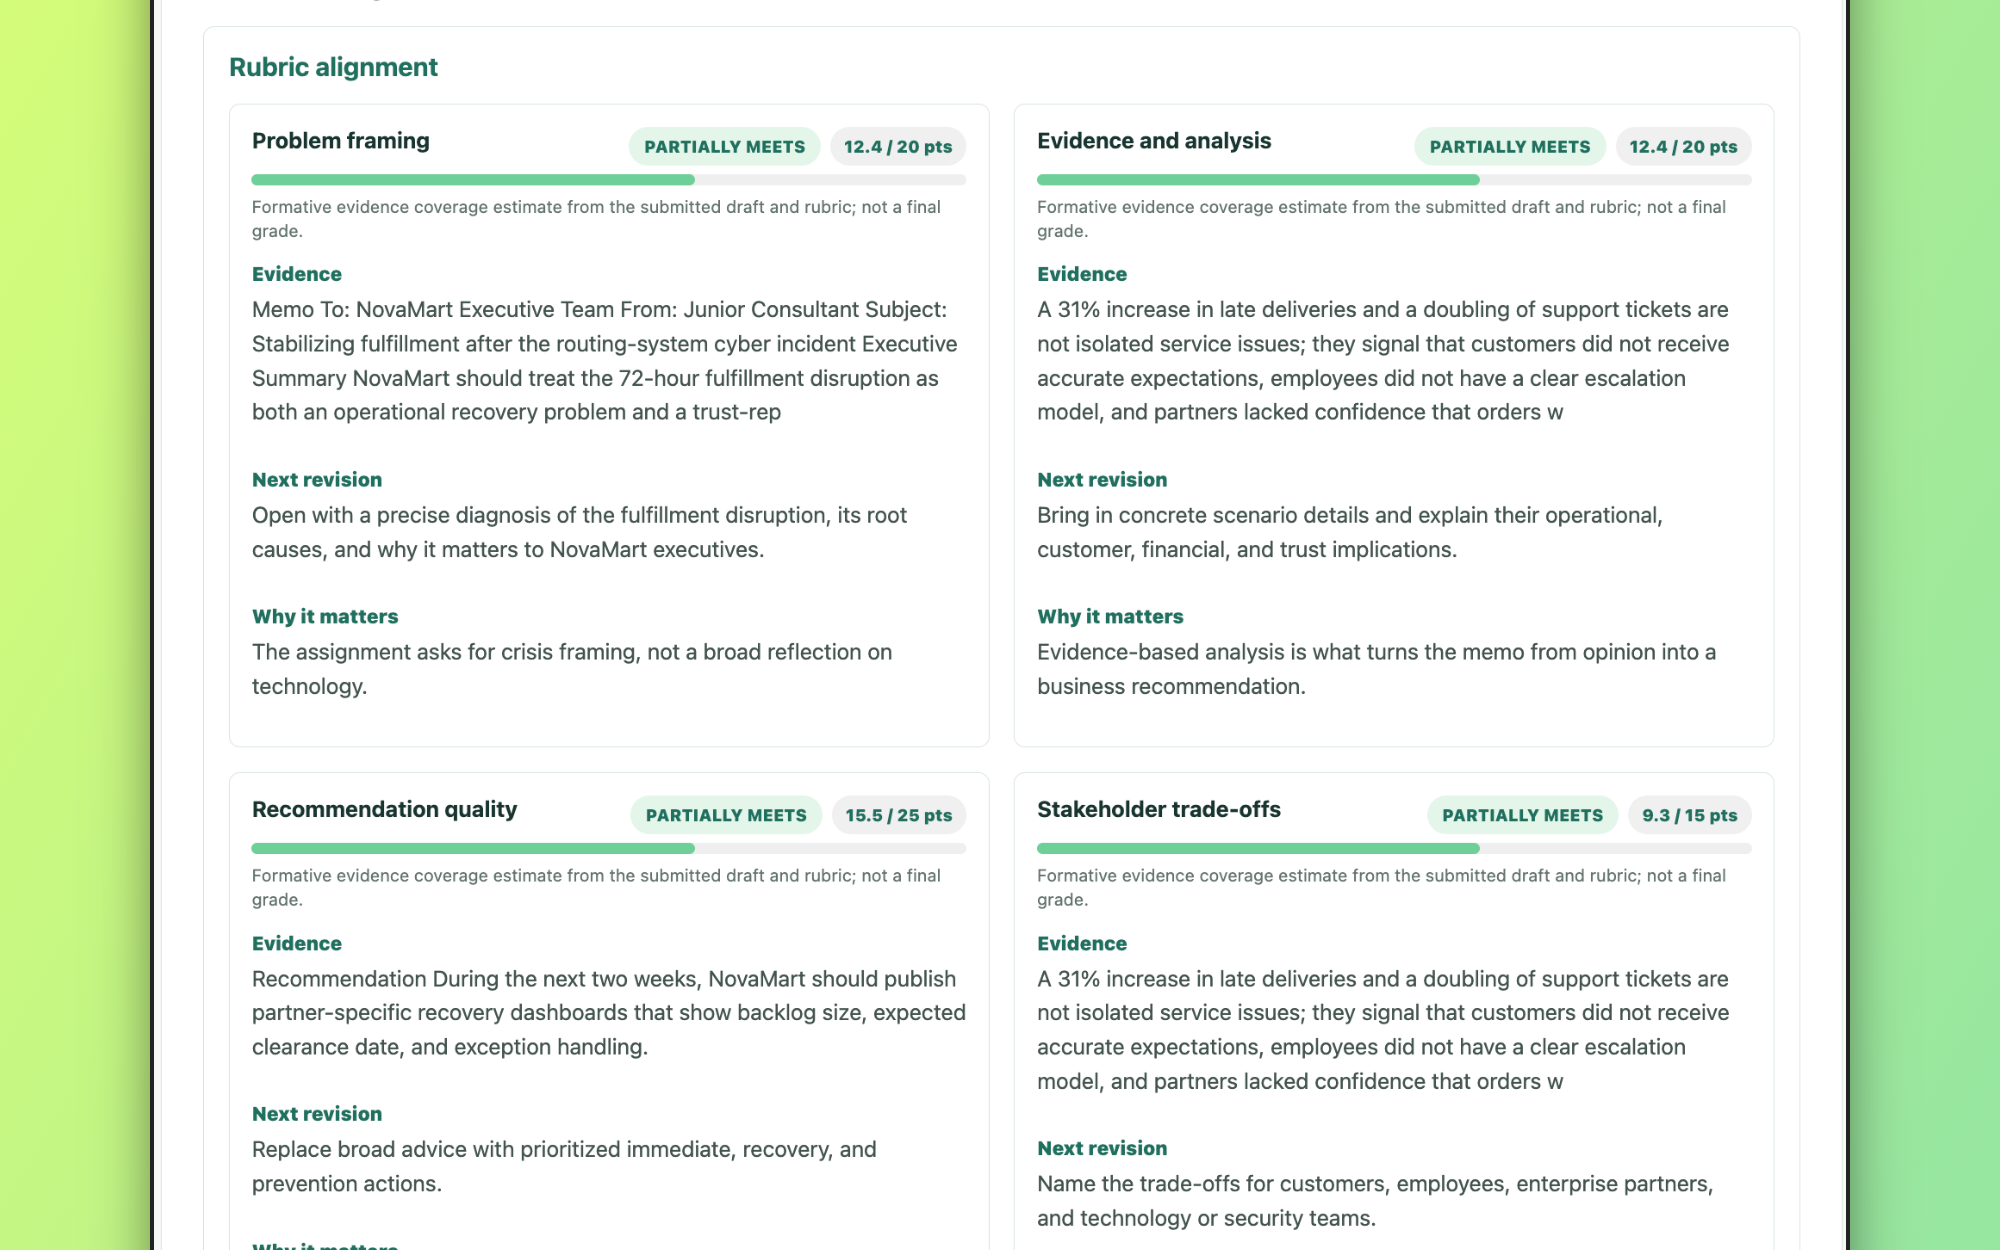 Rubric alignment
Problem framing
PARTIALLY MEETS
12.4 / 20 pts
Formative evidence coverage estimate from the submitted draft and rubric; not a final
grade.
Evidence
Memo To: NovaMart Executive Team From: Junior Consultant Subject:
Stabilizing fulfillment after the routing-system cyber incident Executive
Summary NovaMart should treat the 72-hour fulfillment disruption as
both an operational recovery problem and a trust-rep
Next revision
Open with a precise diagnosis of the fulfillment disruption, its root
causes, and why it matters to NovaMart executives.
Why it matters
The assignment asks for crisis framing, not a broad reflection on
technology.
Evidence and analysis
PARTIALLY MEETS
12.4 / 20 pts
Formative evidence coverage estimate from the submitted draft and rubric; not a final
grade.
Evidence
A 31% increase in late deliveries and a doubling of support tickets are
not isolated service issues; they signal that customers did not receive
accurate expectations, employees did not have a clear escalation
model, and partners lacked confidence that orders w
Next revision
Bring in concrete scenario details and explain their operational,
customer, financial, and trust implications.
Why it matters
Evidence-based analysis is what turns the memo from opinion into a
business recommendation.
Recommendation quality
PARTIALLY MEETS
15.5 / 25 pts
Formative evidence coverage estimate from the submitted draft and rubric; not a final
grade.
Evidence
Recommendation During the next two weeks, NovaMart should publish
partner-specific recovery dashboards that show backlog size, expected
clearance date, and exception handling.
Next revision
Replace broad advice with prioritized immediate, recovery, and
prevention actions.
Why it matters
Stakeholder trade-offs
PARTIALLY MEETS
9.3 / 15 pts
Formative evidence coverage estimate from the submitted draft and rubric; not a final
grade.
Evidence
A 31% increase in late deliveries and a doubling of support tickets are
not isolated service issues; they signal that customers did not receive
accurate expectations, employees did not have a clear escalation
model, and partners lacked confidence that orders w
Next revision
Name the trade-offs for customers, employees, enterprise partners,
and technology or security teams.